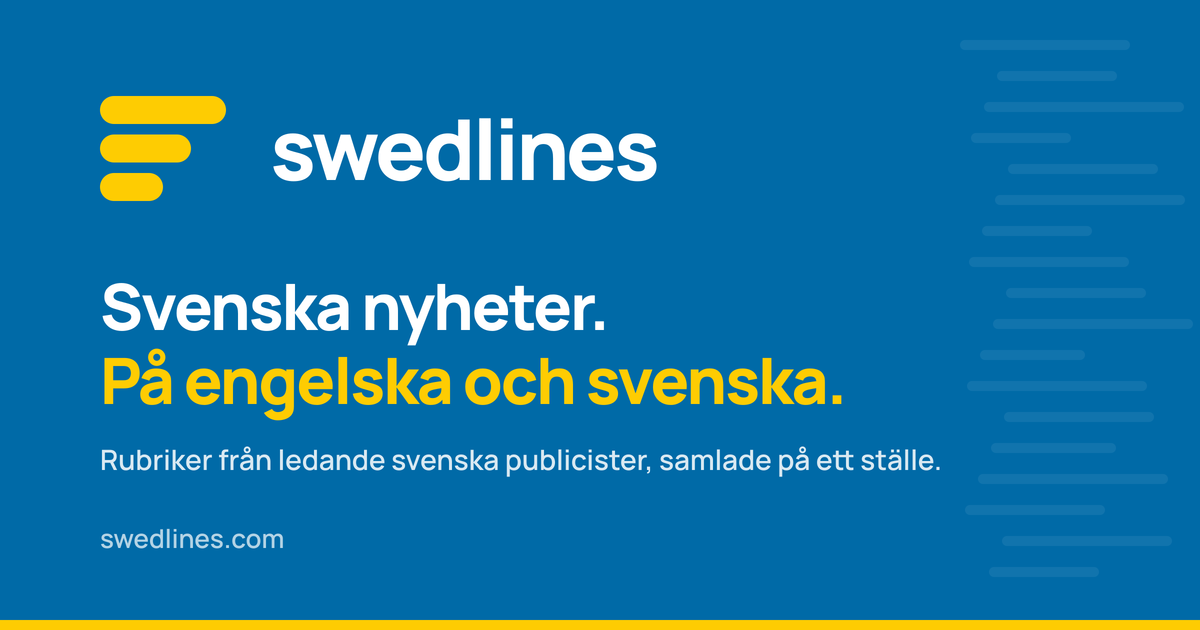 swedlines
Svenska nyheter.
På engelska och svenska.
Rubriker från ledande svenska publicister, samlade på ett ställe.
swedlines.com